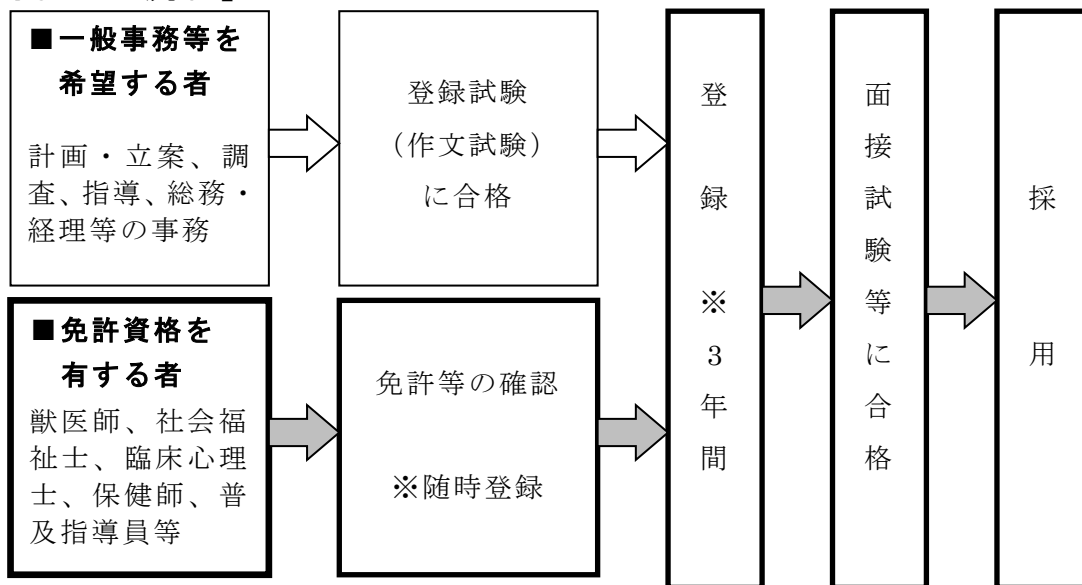 ■一般事務等を
希望する者
計画・立案、調
査、指導、総務・
経理等の事務
登録試験
(作文試験)
に合格
■免許資格を
有する者
獣医師、社会福
祉士、臨床心理
士、保健師、普
及指導員等
免許等の確認
※随時登録
登録※3年間
面接試験等に合格
採用